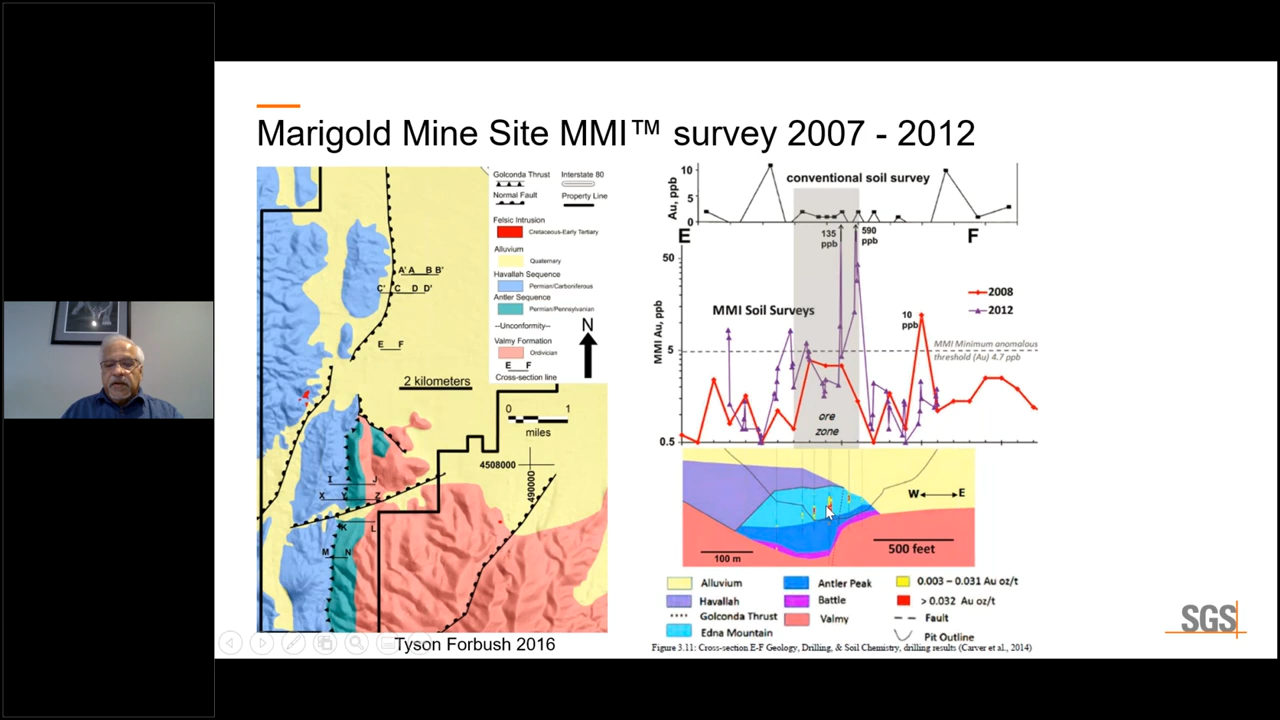 Marigold Mine Site MMI™ survey 2007 - 2012
Golconda Thrust
Interstate 80
Normal Fault
Property Line
Felsic Intrusion
Cretaceous-Early Tertiary
Alluvium
Quaternary
Havallah Sequence
Permian/Carboniferous
Antler Sequence
Permian/Pennsylvanian
--Unconformity--
Valmy Formation
Ordivician
E F
Cross-section line
N
A' A B B'
C' C D D'
E F
2 kilometers
0 1
miles
4508000
490000
I J
X Y Z
K L
M N
Tyson Forbush 2016
conventional soil survey
Au, ppb
10
5
0
E
F
135
ppb
590
ppb
50
5
0.5
MMI Au, ppb
MMI Soil Surveys
2008
2012
10
ppb
MMI Minimum anomalous
threshold (Au) 4.7 ppb
ore
zone
W E
100 m
500 feet
Alluvium
Antler Peak
0.003 – 0.031 Au oz/t
Havallah
Battle
> 0.032 Au oz/t
Golconda Thrust
Valmy
Fault
Edna Mountain
Pit Outline
Figure 3.11: Cross-section E-F Geology, Drilling, & Soil Chemistry, drilling results (Carver et al., 2014)
SGS